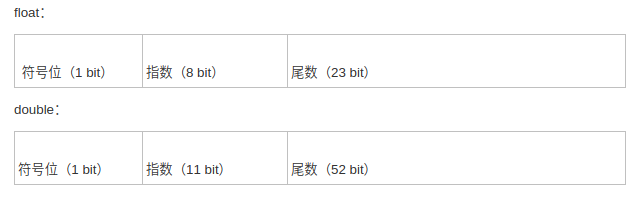 float：
符号位（1 bit） 指数（8 bit） 尾数（23 bit）
double：
符号位（1 bit） 指数（11 bit） 尾数（52 bit）